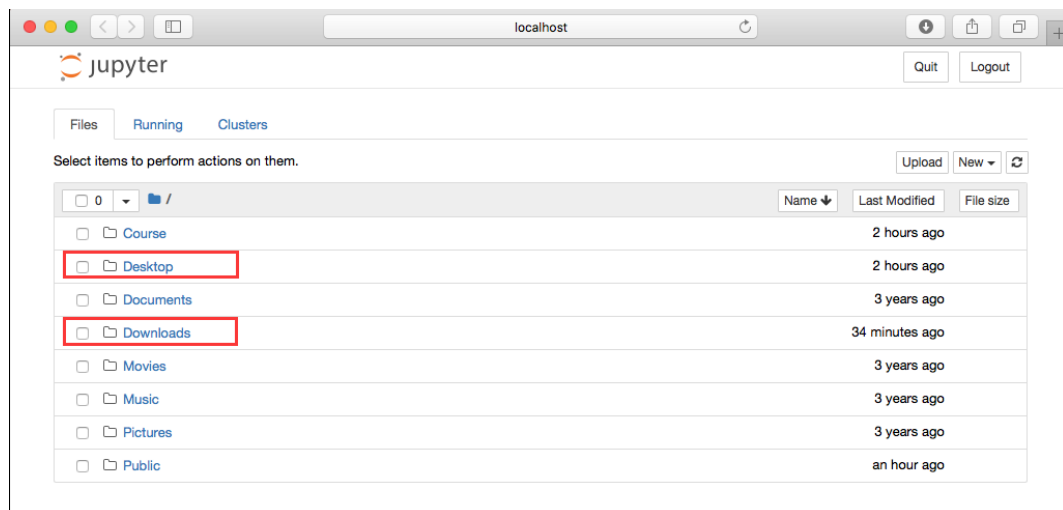 localhost
jupyter
Quit Logout
Files Running Clusters
Select items to perform actions on them.
Upload New
0 / Name Last Modified File size
Course 2 hours ago
Desktop 2 hours ago
Documents 3 years ago
Downloads 34 minutes ago
Movies 3 years ago
Music 3 years ago
Pictures 3 years ago
Public an hour ago